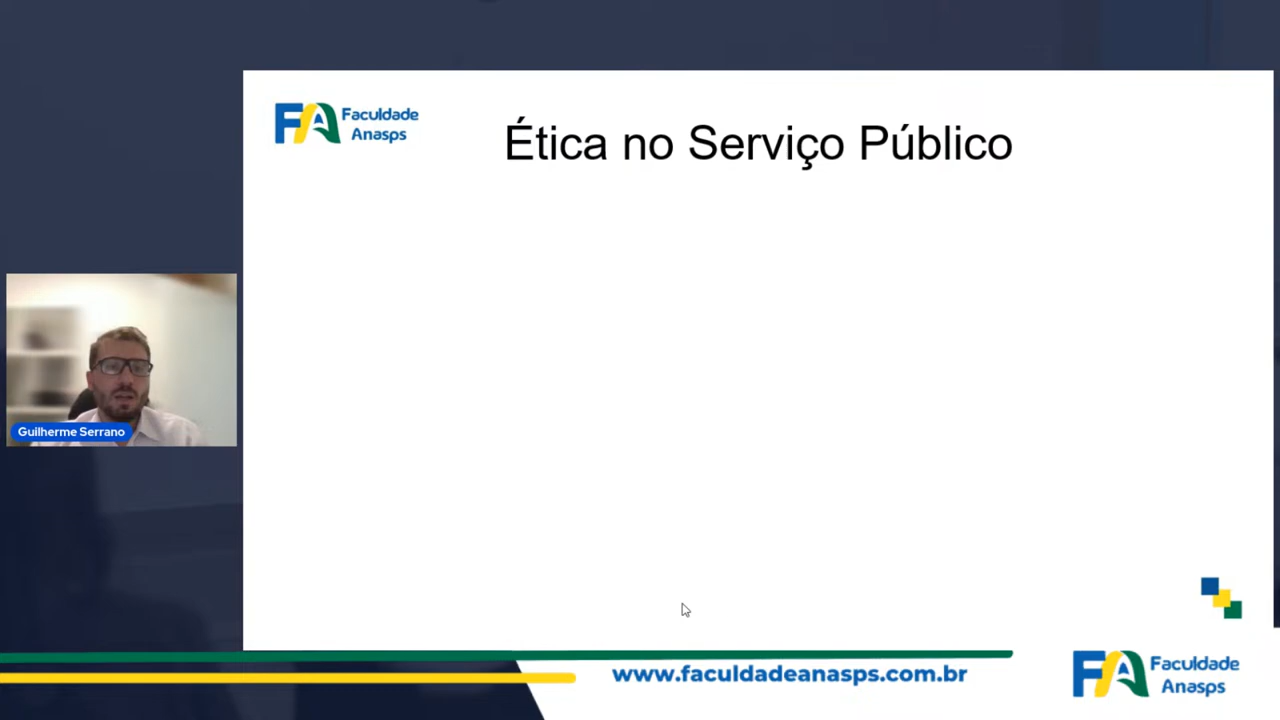 Faculdade
Anasps
Ética no Serviço Público
Guilherme Serrano
www.faculdadeanasps.com.br
Faculdade
Anasps